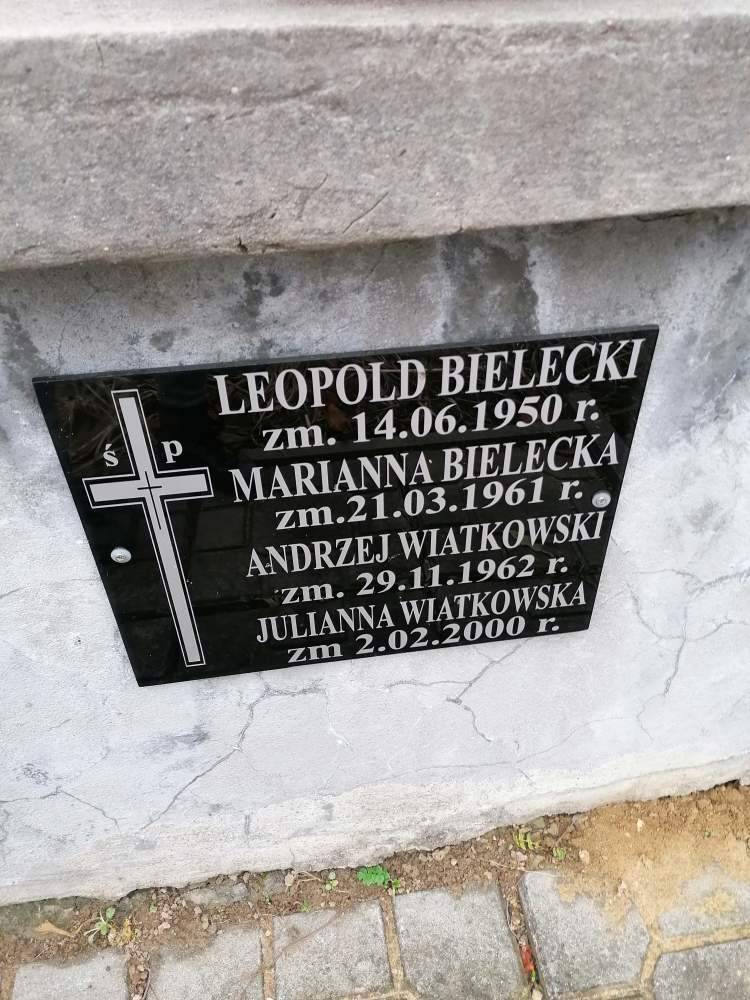 ś p
LEOPOLD BIELECKI
zm. 14.06.1950 r.
MARIANNA BIELECKA
zm.21.03.1961 r.
ANDRZEJ WIATKOWSKI
zm. 29.11.1962 r.
JULIANNA WIATKOWSKA
zm 2.02.2000 r.